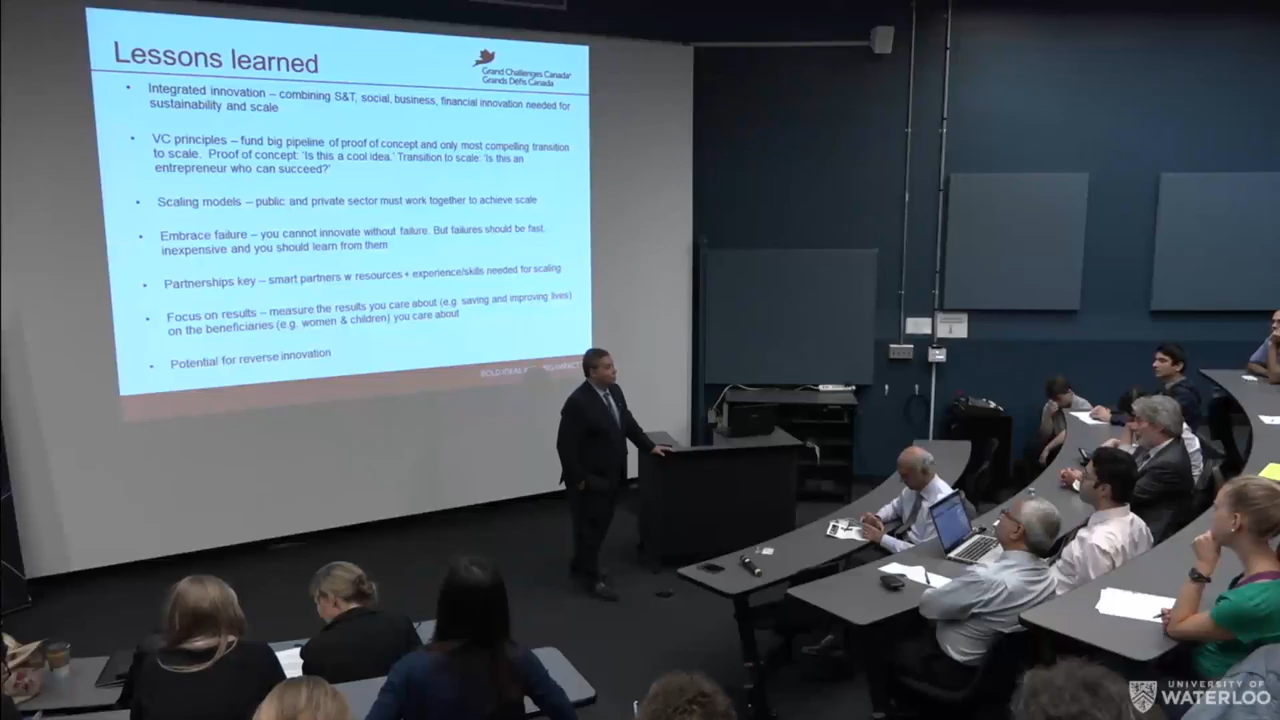 Lessons learned
Grand Challenges Canada
Grands Défis Canada
• Integrated innovation – combining S&T, social, business, financial innovation needed for
sustainability and scale
• VC principles – fund big pipeline of proof of concept and only most compelling transition
to scale. Proof of concept: 'Is this a cool idea.' Transition to scale: 'Is this an
entrepreneur who can succeed?'
• Scaling models – public and private sector must work together to achieve scale
• Embrace failure – you cannot innovate without failure. But failures should be fast,
inexpensive and you should learn from them
• Partnerships key – smart partners w resources + experience/skills needed for scaling
• Focus on results – measure the results you care about (e.g. saving and improving lives)
on the beneficiaries (e.g. women & children) you care about
• Potential for reverse innovation
BOLD IDEAS
UNIVERSITY OF
WATERLOO